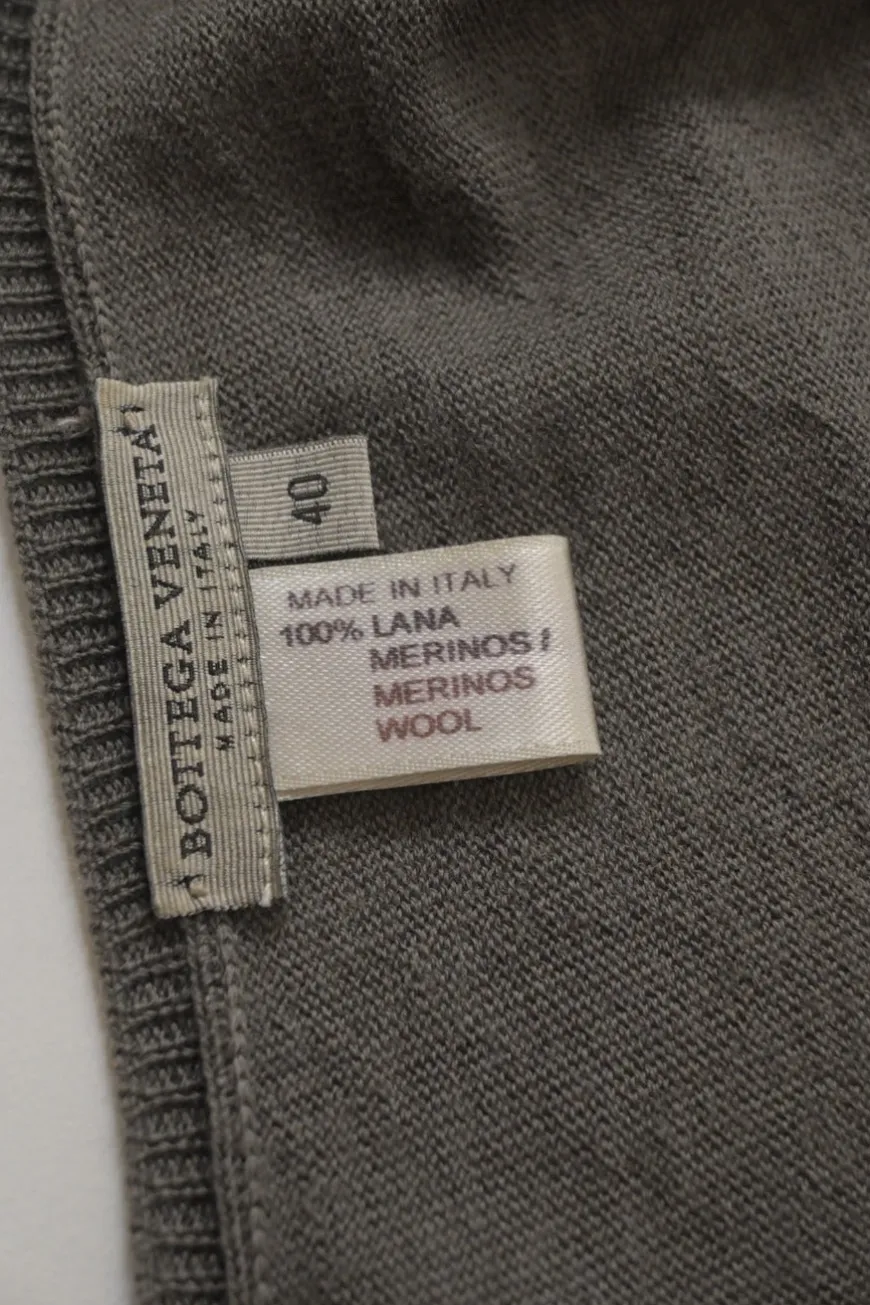 BOTTEGA VENETA
MADE IN ITALY
40
MADE IN ITALY
100% LANA
MERINOS /
MERINOS
WOOL